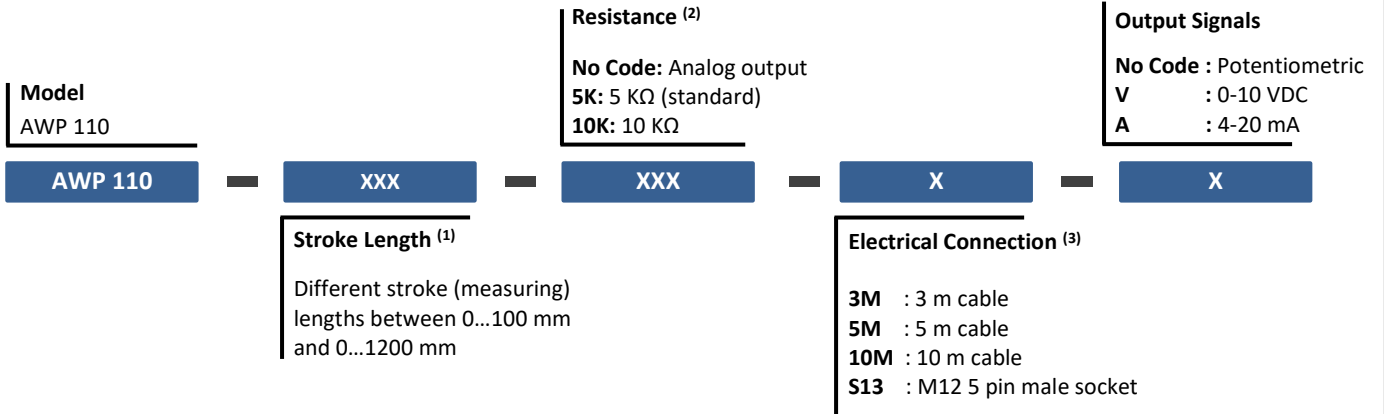 Resistance (2)
No Code: Analog output
5K: 5 KΩ (standard)
10K: 10 KΩ
Output Signals
No Code : Potentiometric
V : 0-10 VDC
A : 4-20 mA
Model
AWP 110
AWP 110 - XXX - XXX - X - X
Stroke Length (1)
Different stroke (measuring)
lengths between 0...100 mm
and 0...1200 mm
Electrical Connection (3)
3M : 3 m cable
5M : 5 m cable
10M : 10 m cable
S13 : M12 5 pin male socket